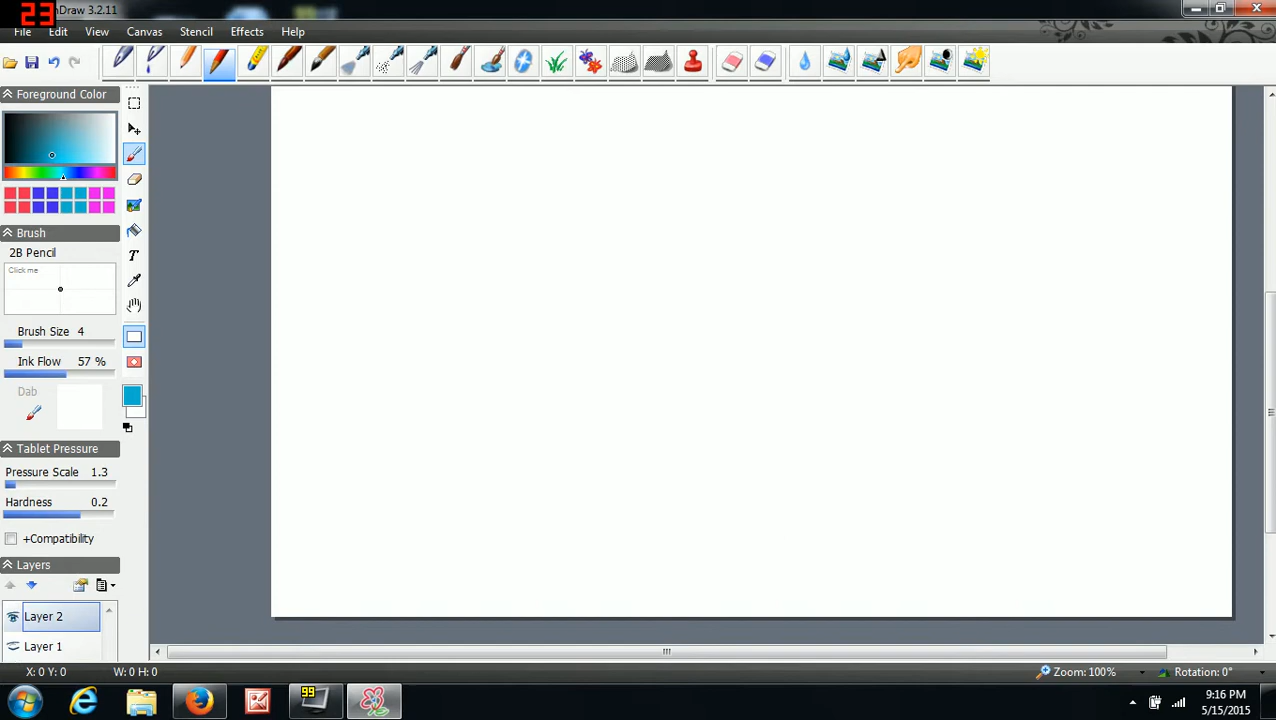 23
nDraw 3.2.11
File Edit View Canvas Stencil Effects Help
Foreground Color
Brush
2B Pencil
Click me
Brush Size 4
Ink Flow 57 %
Dab
Tablet Pressure
Pressure Scale 1.3
Hardness 0.2
+Compatibility
Layers
Layer 2
Layer 1
X: 0 Y: 0 W: 0 H: 0 Zoom: 100% Rotation: 0°
99
9:16 PM
5/15/2015